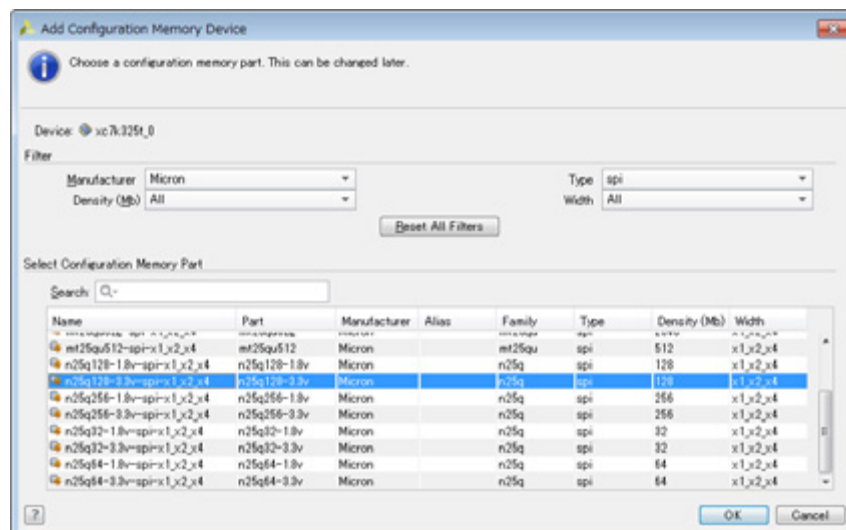 Add Configuration Memory Device
Choose a configuration memory part. This can be changed later.
Device: xc7k325t_0
Filter
Manufacturer Micron Type spi
Density (Mb) All Width All
Reset All Filters
Select Configuration Memory Part
Search:
Name Part Manufacturer Alias Family Type Density (Mb) Width
mt25qu512-spi-x1_x2_x4 mt25qu512 Micron mt25qu spi 512 x1_x2_x4
n25q128-1.8v-spi-x1_x2_x4 n25q128-1.8v Micron n25q spi 128 x1_x2_x4
n25q128-3.3v-spi-x1_x2_x4 n25q128-3.3v Micron n25q spi 128 x1_x2_x4
n25q256-1.8v-spi-x1_x2_x4 n25q256-1.8v Micron n25q spi 256 x1_x2_x4
n25q256-3.3v-spi-x1_x2_x4 n25q256-3.3v Micron n25q spi 256 x1_x2_x4
n25q32-1.8v-spi-x1_x2_x4 n25q32-1.8v Micron n25q spi 32 x1_x2_x4
n25q32-3.3v-spi-x1_x2_x4 n25q32-3.3v Micron n25q spi 32 x1_x2_x4
n25q64-1.8v-spi-x1_x2_x4 n25q64-1.8v Micron n25q spi 64 x1_x2_x4
n25q64-3.3v-spi-x1_x2_x4 n25q64-3.3v Micron n25q spi 64 x1_x2_x4
? OK Cancel